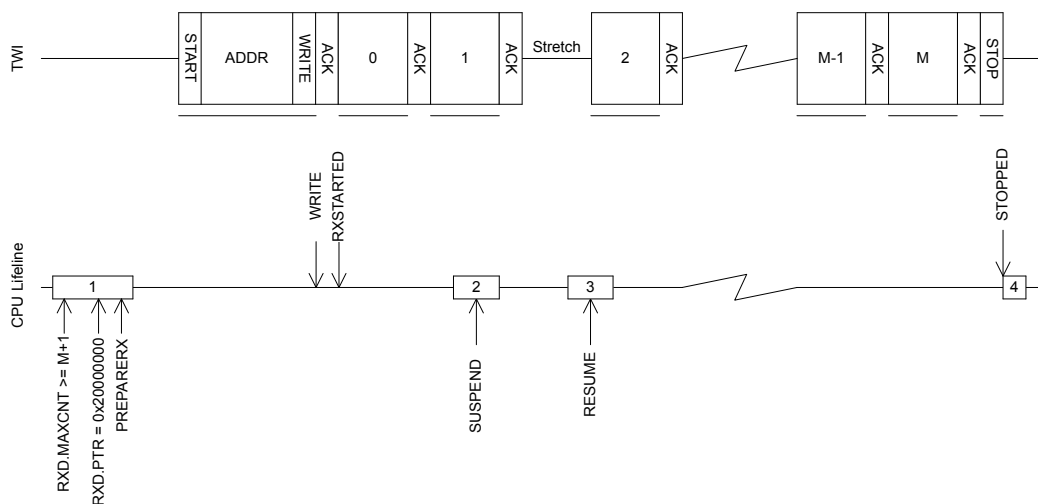 TWI
START
ADDR
WRITE
ACK
0
ACK
1
ACK
Stretch
2
ACK
M-1
ACK
M
ACK
STOP
WRITE
RXSTARTED
STOPPED
CPU Lifeline
1
2
3
4
RXD.MAXCNT >= M+1
RXD.PTR = 0x20000000
PREPARERX
SUSPEND
RESUME